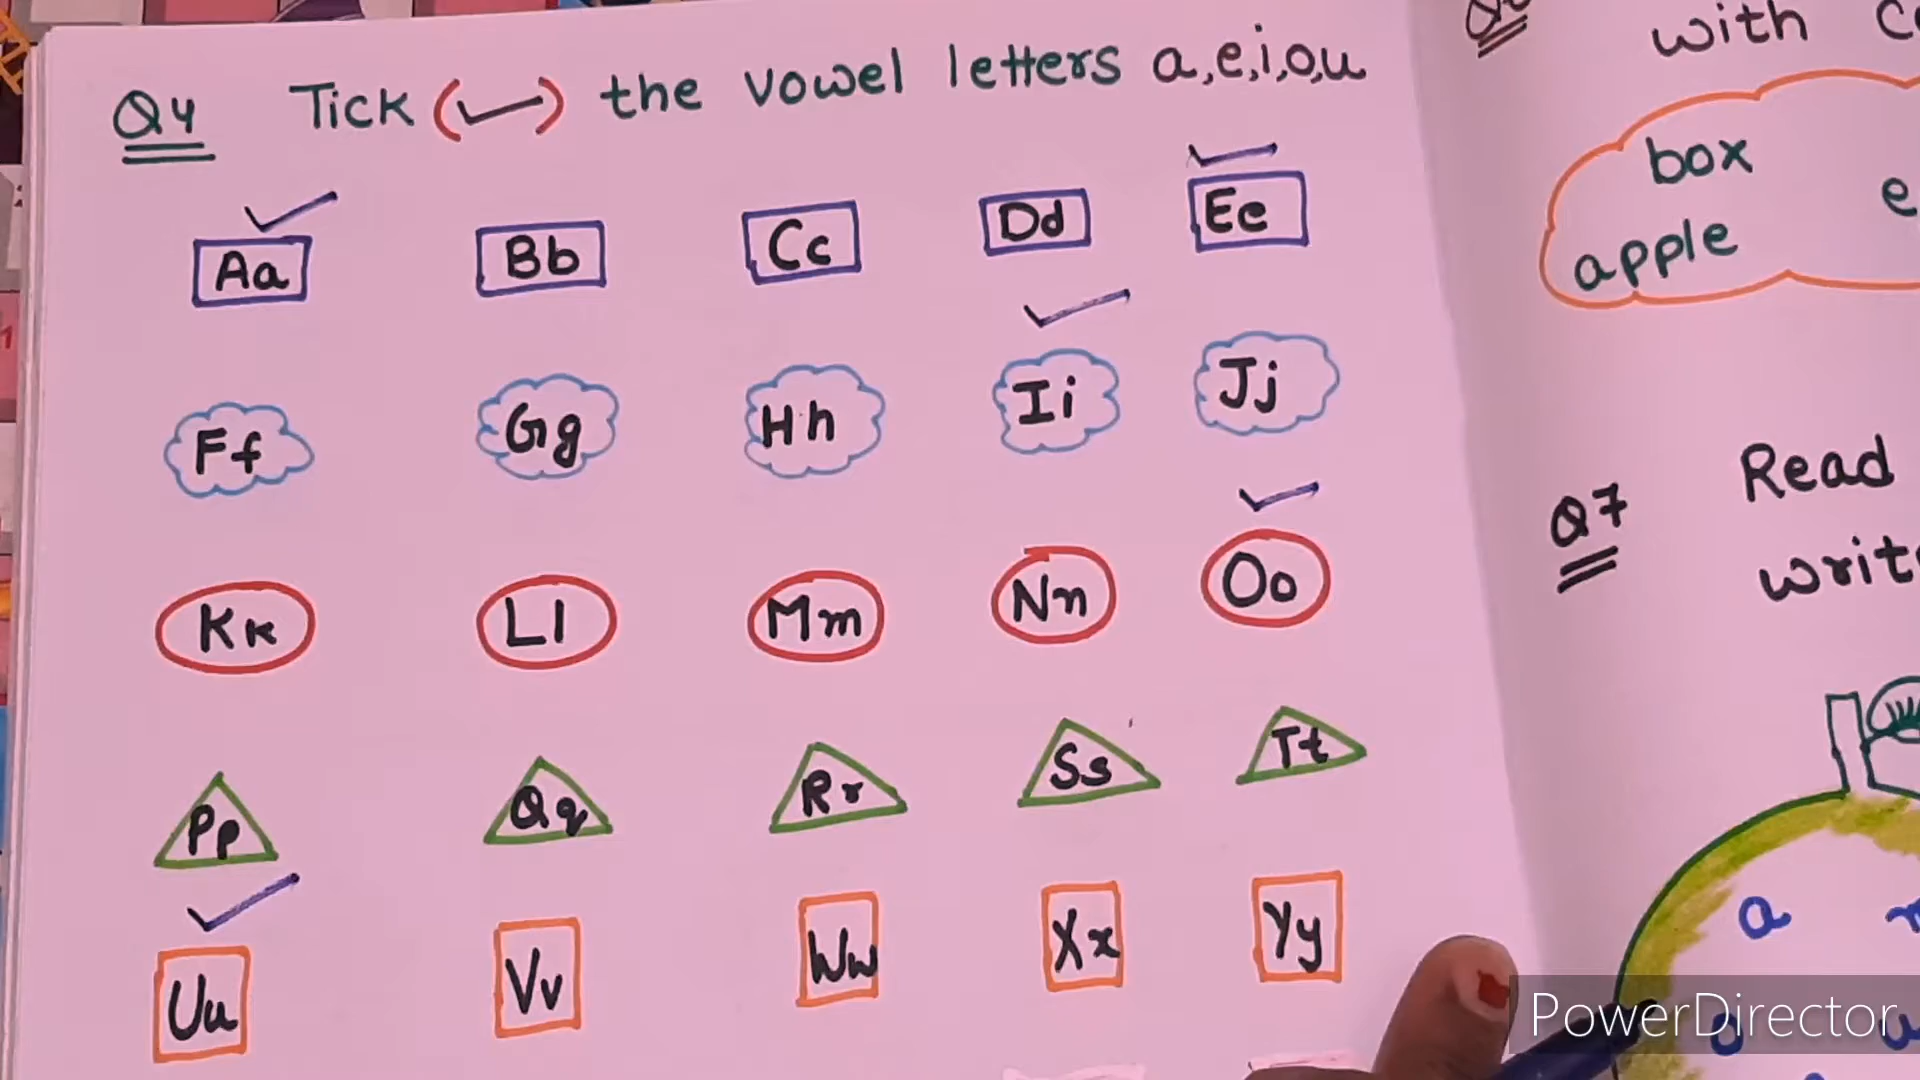 Q4 Tick (✓) the vowel letters a,e,i,o,u
Aa Bb Cc Dd Ee
Ff Gg Hh Ii Jj
Kk Ll Mm Nn Oo
Pp Qq Rr Ss Tt
Uu Vv Ww Xx Yy
with
box
apple e
Q7 Read
a
PowerDirector